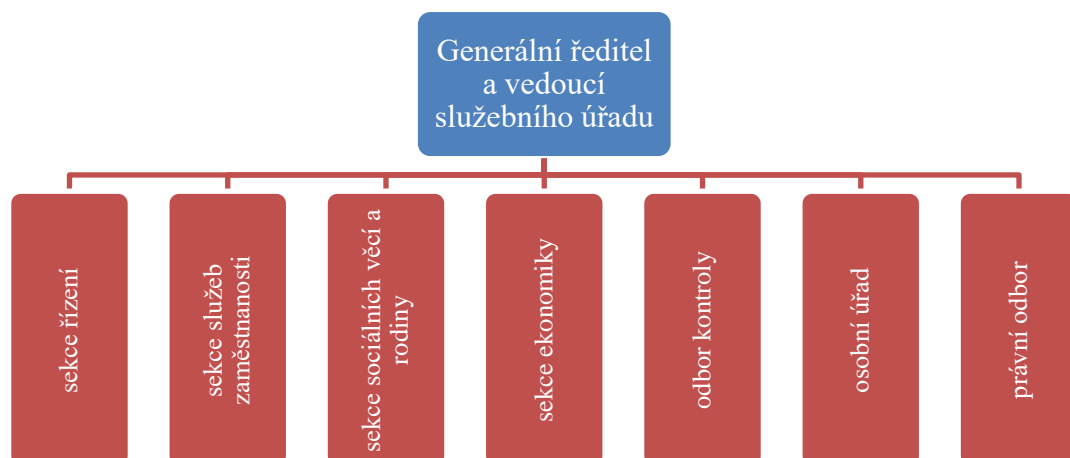 Generální ředitel
a vedoucí
služebního úřadu
sekce řízení
sekce služeb
zaměstnanosti
sekce sociálních věcí a
rodiny
sekce ekonomiky
odbor kontroly
osobní úřad
právní odbor